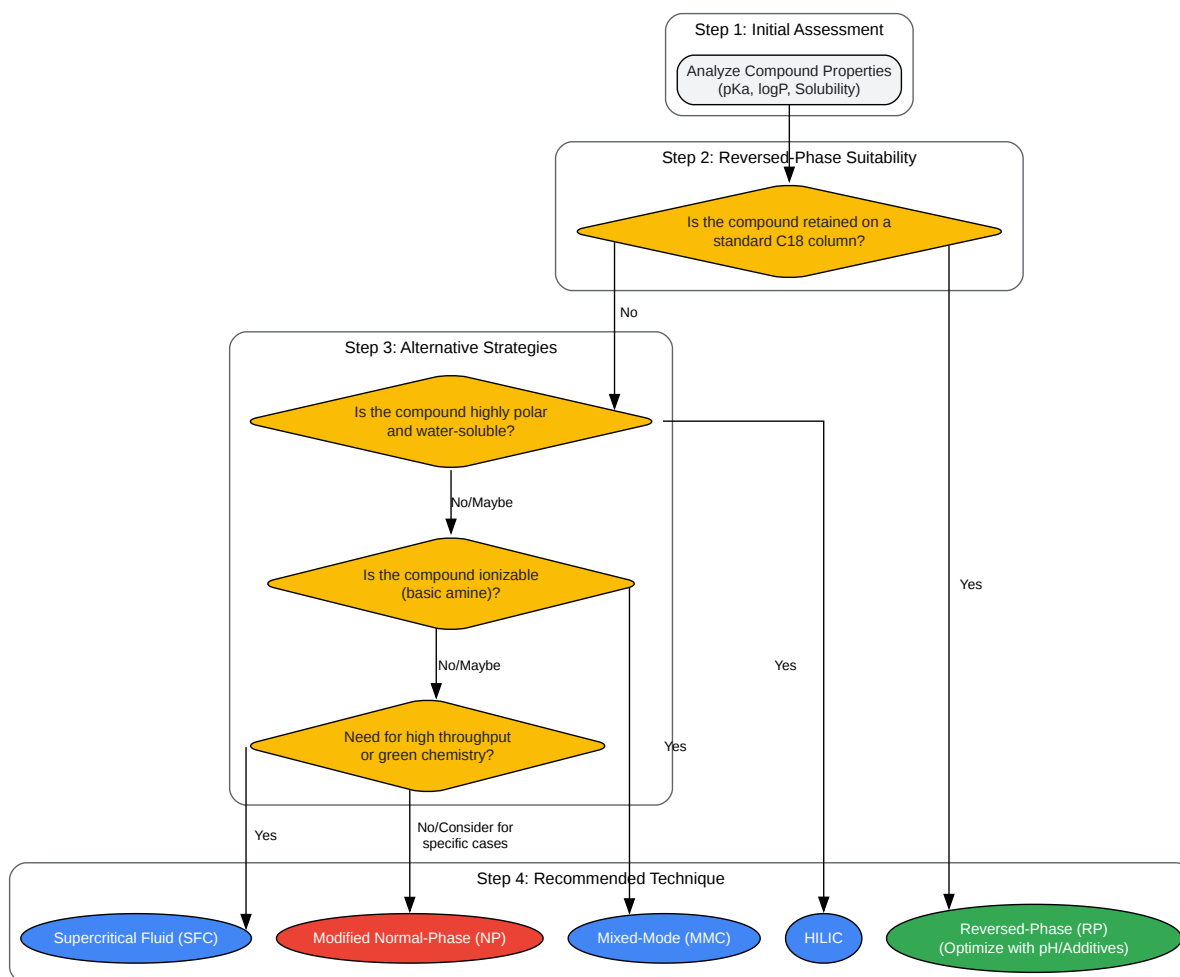 Step 1: Initial Assessment
Analyze Compound Properties
(pKa, logP, Solubility)
Step 2: Reversed-Phase Suitability
Is the compound retained on a
standard C18 column?
No
Step 3: Alternative Strategies
Is the compound highly polar
and water-soluble?
No/Maybe
Is the compound ionizable
(basic amine)?
Yes
No/Maybe
Yes
Need for high throughput
or green chemistry?
Yes
Yes
No/Consider for
specific cases
Step 4: Recommended Technique
Supercritical Fluid (SFC)
Modified Normal-Phase (NP)
Mixed-Mode (MMC)
HILIC
Reversed-Phase (RP)
(Optimize with pH/Additives)